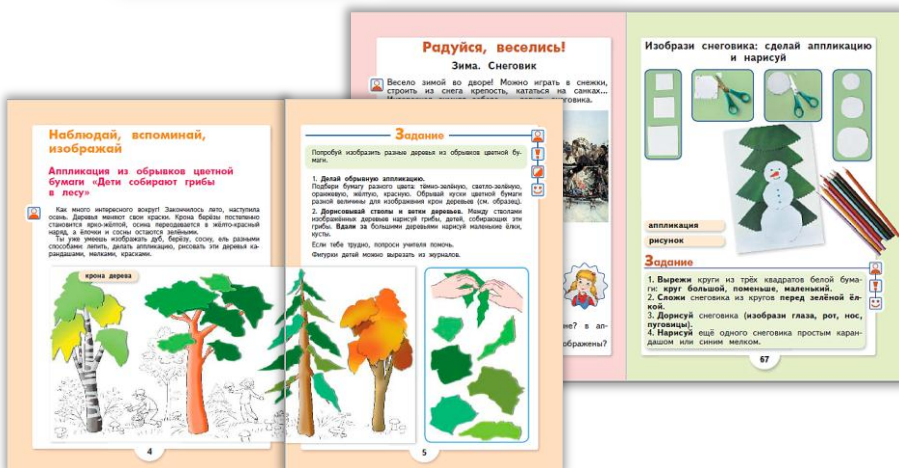 Наблюдай, вспоминай,
изображай
Аппликация из обрывков цветной
бумаги «Дети собирают грибы
в лесу»
Как много интересного вокруг! Закончилось лето, наступила
осень. Деревья меняют свои краски. Крона берёзы постепенно
становится ярко-жёлтой, осина переодевается в жёлто-красный
наряд, а ёлочки и сосны остаются зелёными.
Ты уже умеешь изображать дуб, берёзу, сосну, ель разными
способами: лепить, делать аппликацию, рисовать эти деревья ка-
рандашами, мелками, красками.
крона дерева
4
Задание
Попробуй изобразить разные деревья из обрывков цветной бу-
маги.
1. Делай обрывную аппликацию.
Подбери бумагу разного цвета: тёмно-зелёную, светло-зелёную,
оранжевую, жёлтую, красную. Обрывай куски цветной бумаги
разной величины для изображения крон деревьев (см. образец).
2. Дорисовывай стволы и ветки деревьев. Между стволами
изображённых деревьев нарисуй грибы, детей, собирающих эти
грибы. Вдали за большими деревьями нарисуй маленькие ёлки,
кусты.
Если тебе трудно, попроси учителя помочь.
Фигурки детей можно вырезать из журналов.
5
Радуйся, веселись!
Зима. Снеговик
Весело зимой во дворе! Можно играть в снежки,
строить из снега крепость, кататься на санках...
не? в ап-
ображены?
Изобрази снеговика: сделай аппликацию
и нарисуй
аппликация
рисунок
Задание
1. Вырежи круги из трёх квадратов белой бума-
ги: круг большой, поменьше, маленький.
2. Сложи снеговика из кругов перед зелёной ёл-
кой.
3. Дорисуй снеговика (изобрази глаза, рот, нос,
пуговицы).
4. Нарисуй ещё одного снеговика простым каран-
дашом или синим мелком.
67